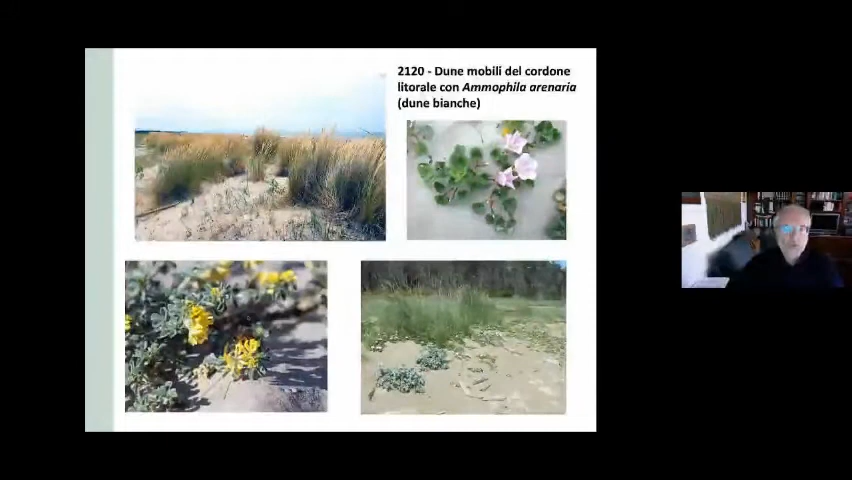 2120 - Dune mobili del cordone
litorale con Ammophila arenaria
(dune bianche)